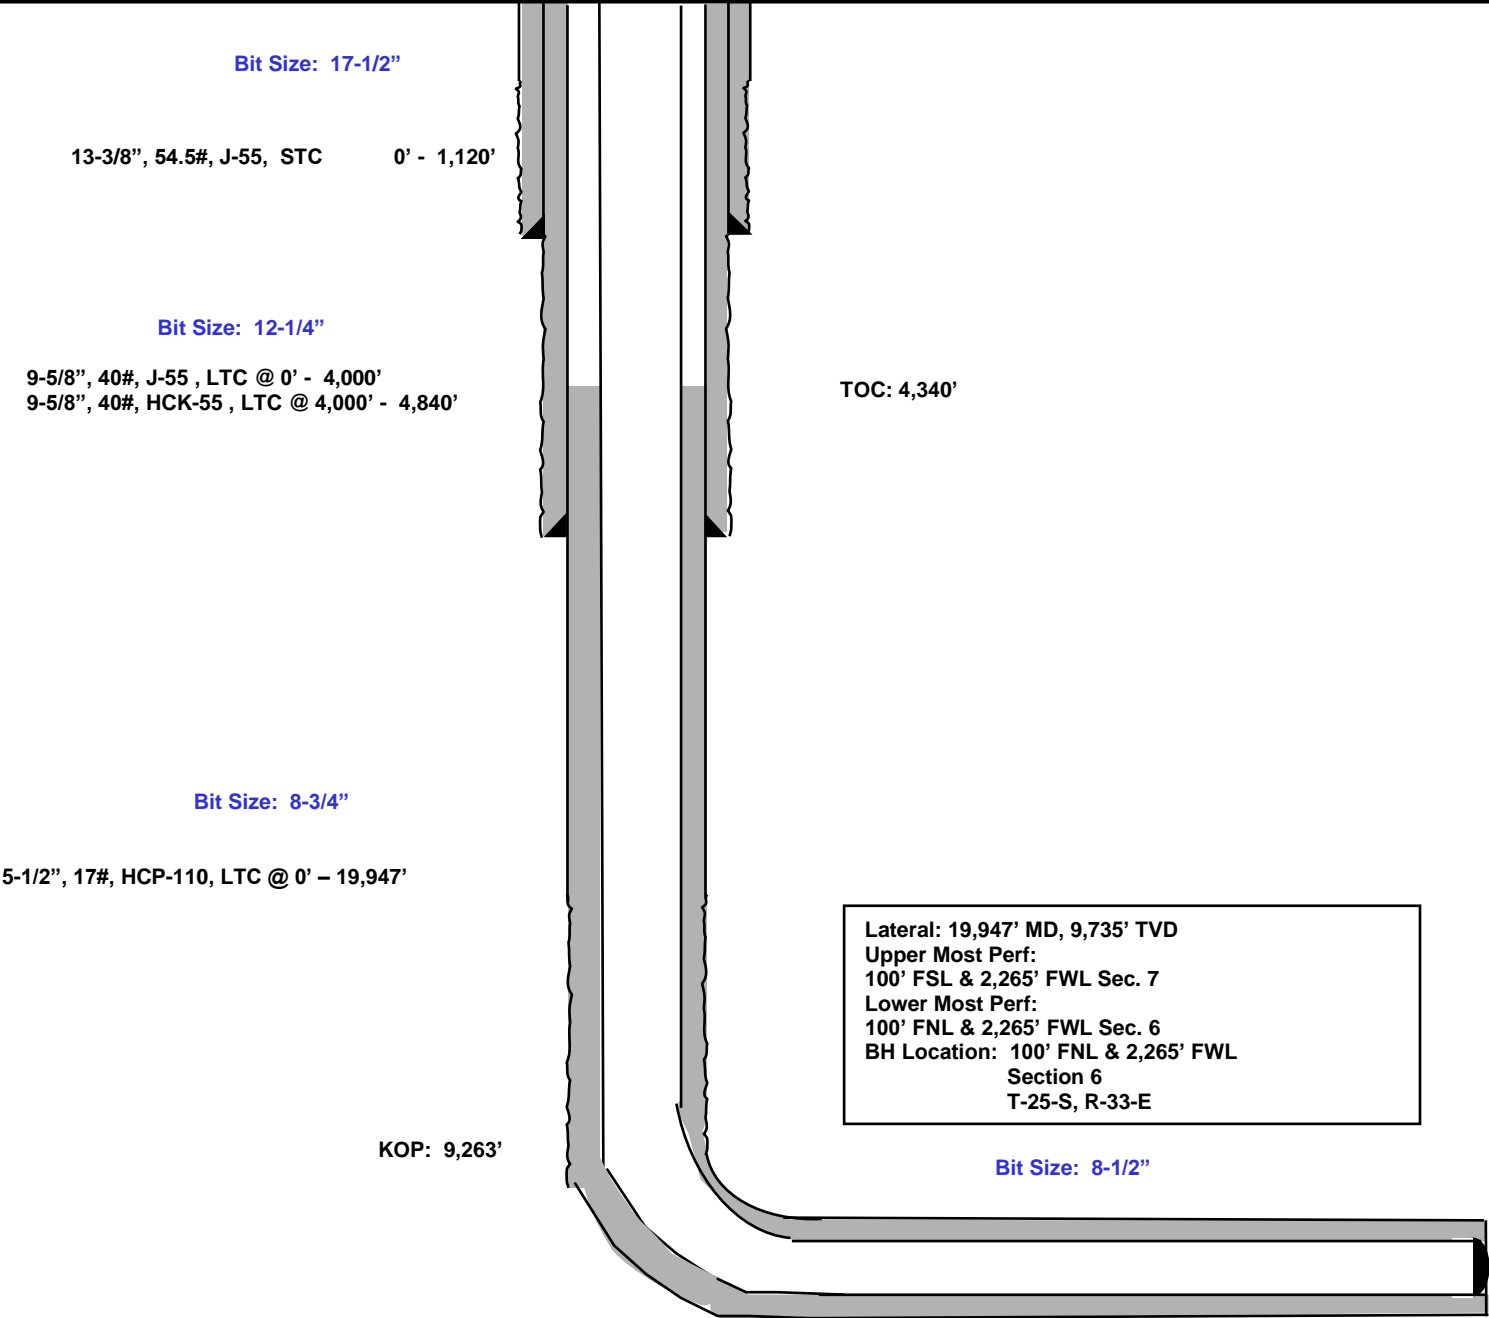 Bit Size: 17-1/2”
13-3/8”, 54.5#, J-55, STC 0’ - 1,120’
Bit Size: 12-1/4”
9-5/8”, 40#, J-55 , LTC @ 0’ - 4,000’
9-5/8”, 40#, HCK-55 , LTC @ 4,000’ - 4,840’
TOC: 4,340’
Bit Size: 8-3/4”
5-1/2”, 17#, HCP-110, LTC @ 0’ – 19,947’
Lateral: 19,947’ MD, 9,735’ TVD
Upper Most Perf:
100’ FSL & 2,265’ FWL Sec. 7
Lower Most Perf:
100’ FNL & 2,265’ FWL Sec. 6
BH Location: 100’ FNL & 2,265’ FWL
Section 6
T-25-S, R-33-E
KOP: 9,263’
Bit Size: 8-1/2”